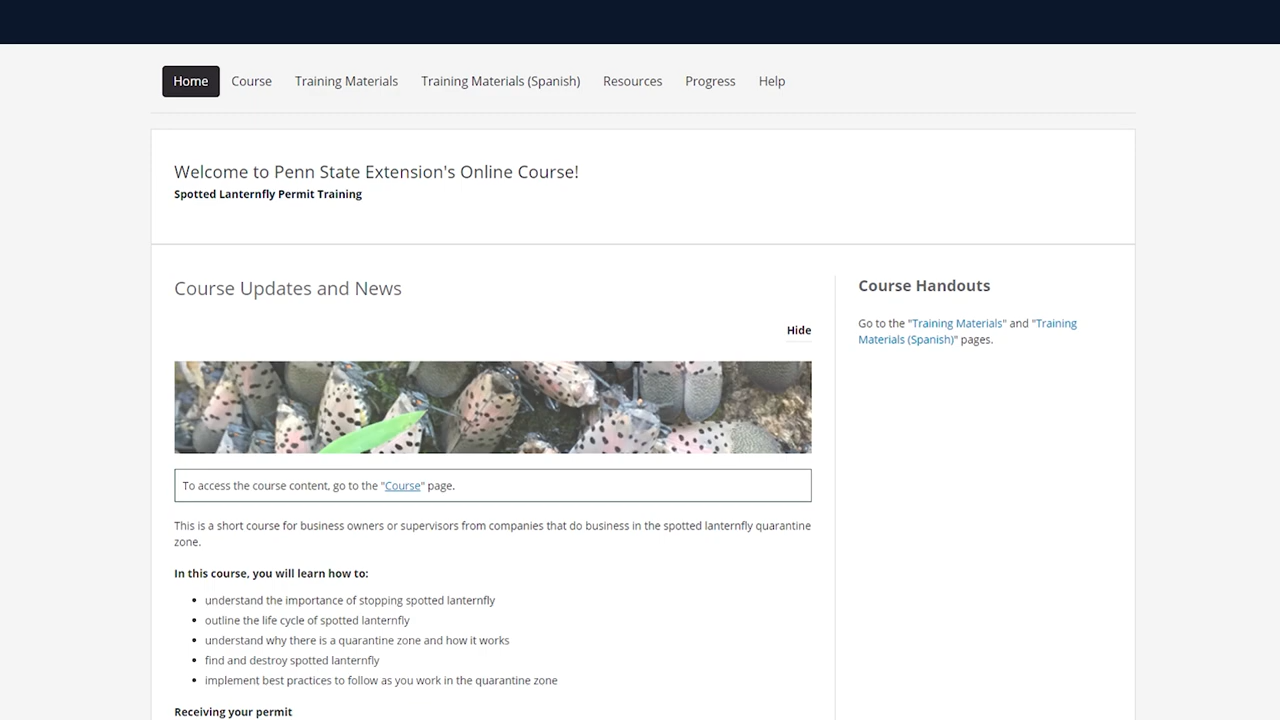 Home Course Training Materials Training Materials (Spanish) Resources Progress Help
Welcome to Penn State Extension's Online Course!
Spotted Lanternfly Permit Training
Course Updates and News
Hide
To access the course content, go to the "Course" page.
This is a short course for business owners or supervisors from companies that do business in the spotted lanternfly quarantine
zone.
In this course, you will learn how to:
• understand the importance of stopping spotted lanternfly
• outline the life cycle of spotted lanternfly
• understand why there is a quarantine zone and how it works
• find and destroy spotted lanternfly
• implement best practices to follow as you work in the quarantine zone
Receiving your permit
Course Handouts
Go to the "Training Materials" and "Training
Materials (Spanish)" pages.